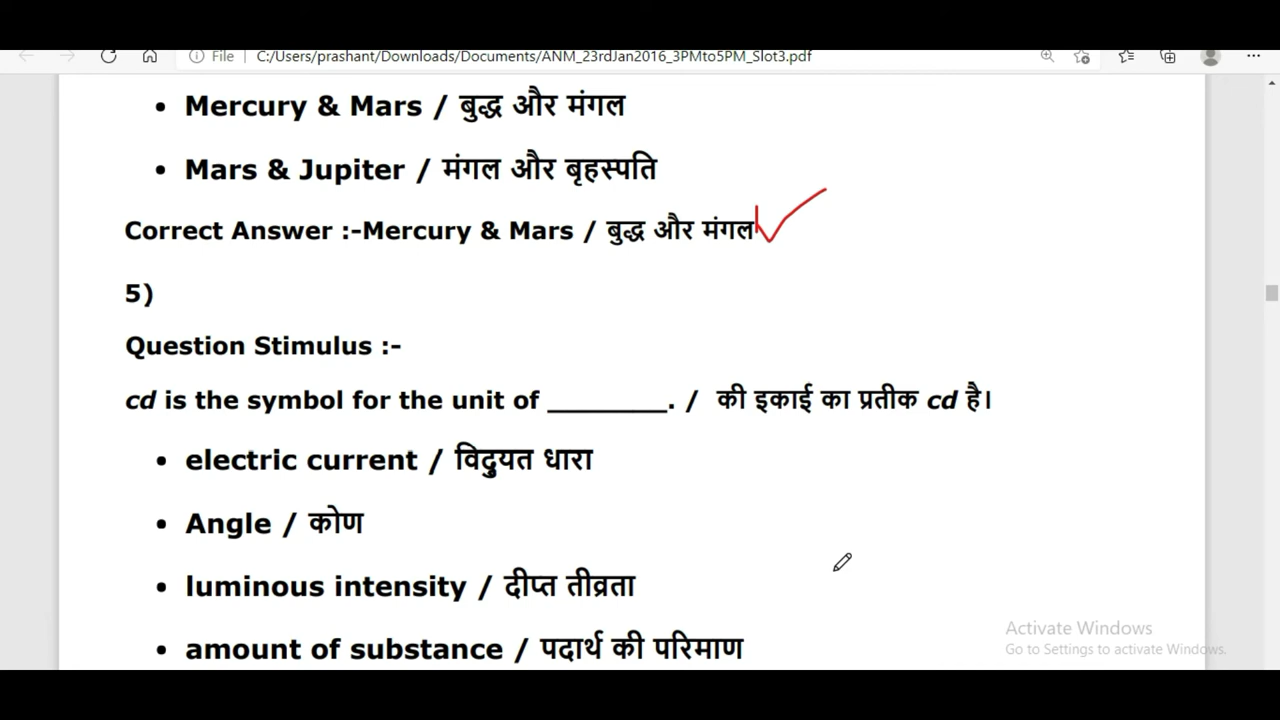 File C:/Users/prashant/Downloads/Documents/ANM_23rdJan2016_3PMto5PM_Slot3.pdf
• Mercury & Mars / बुद्ध और मंगल
• Mars & Jupiter / मंगल और बृहस्पति
Correct Answer :-Mercury & Mars / बुद्ध और मंगल
5)
Question Stimulus :-
cd is the symbol for the unit of ________. / की इकाई का प्रतीक cd है।
• electric current / विदु्यत धारा
• Angle / कोण
• luminous intensity / दीप्त तीव्रता
• amount of substance / पदार्थ की परिमाण
Activate Windows
Go to Settings to activate Windows.